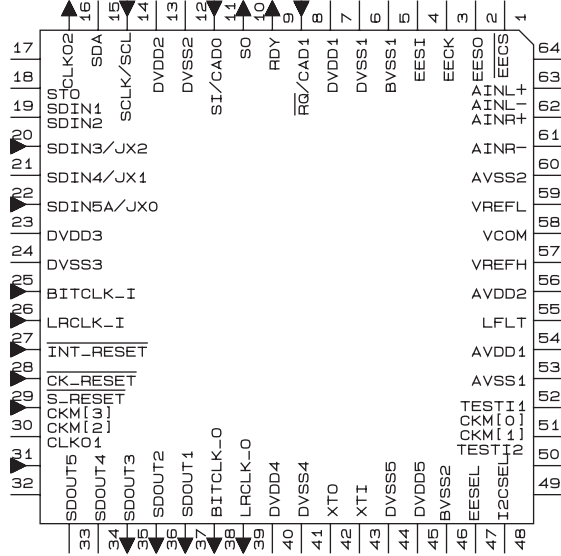 16 15 14 13 12 11 10 9 8 7 6 5 4 3 2 1
CLKO2 SDA SCLK/SCL DVDD2 DVSS2 SI/CAD0 SO RDY RQ/CAD1 DVDD1 DVSS1 BVSS1 EESI EECK EESO EECS
17 64
18 STO AINL+ 63
19 SDIN1 AINL- 62
SDIN2 AINR+
20 SDIN3/JX2 AINR- 61
21 SDIN4/JX1 AVSS2 60
22 SDIN5A/JX0 VREFL 59
23 DVDD3 VCOM 58
24 DVSS3 VREFH 57
25 BITCLK_I AVDD2 56
26 LRCLK_I LFLT 55
27 INT_RESET AVDD1 54
28 CK_RESET AVSS1 53
29 S_RESET TESTI1 52
CKM[3] CKM[0]
30 CKM[2] CKM[1] 51
CLKO1 TESTI2
31 50
32 49
SDOUT5 SDOUT4 SDOUT3 SDOUT2 SDOUT1 BITCLK_O LRCLK_O DVDD4 DVSS4 XTO XTI DVSS5 DVDD5 BVSS2 EESEL I2CSEL
33 34 35 36 37 38 39 40 41 42 43 44 45 46 47 48